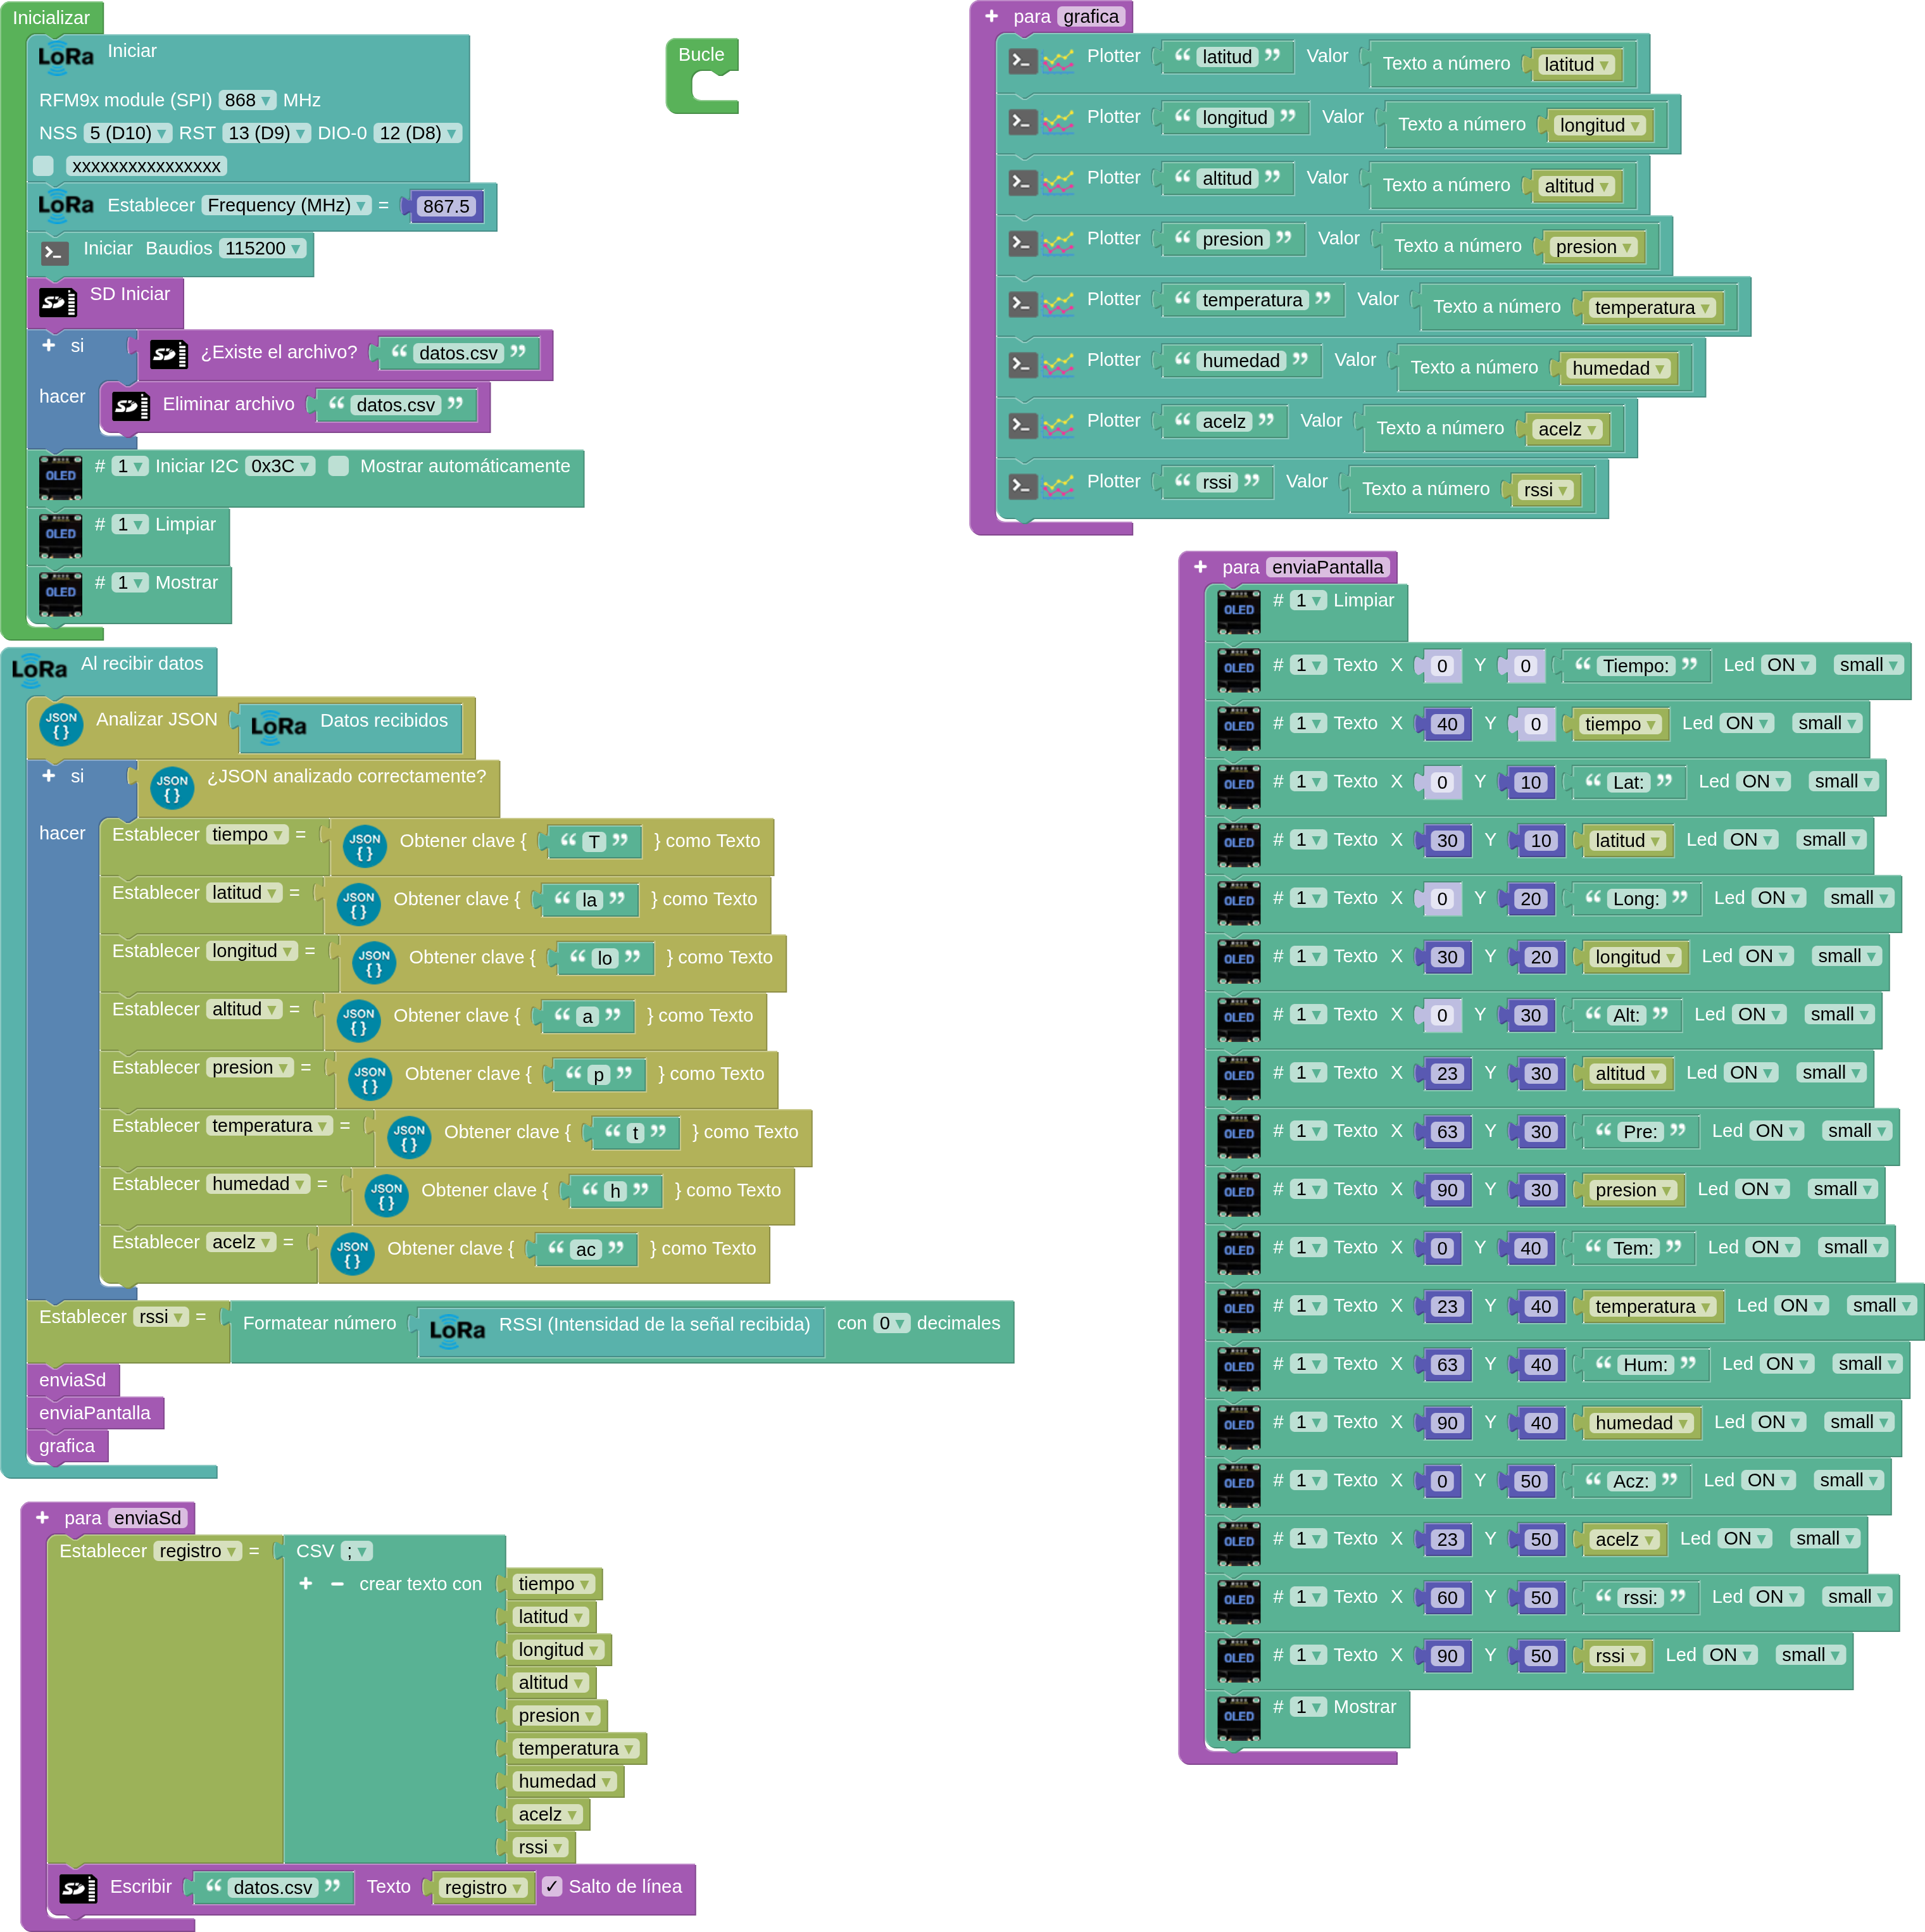 Inicializar
LoRa Iniciar
RFM9x module (SPI) 868 MHz
NSS 5 (D10) RST 13 (D9) DIO-0 12 (D8)
xxxxxxxxxxxxxxxx
LoRa Establecer Frequency (MHz) = 867.5
Iniciar Baudios 115200
SD SD Iniciar
+ si SD ¿Existe el archivo? “ datos.csv ”
hacer SD Eliminar archivo “ datos.csv ”
OLED # 1 Iniciar I2C 0x3C Mostrar automáticamente
OLED # 1 Limpiar
OLED # 1 Mostrar
Bucle
+ para grafica
Plotter “ latitud ” Valor Texto a número latitud
Plotter “ longitud ” Valor Texto a número longitud
Plotter “ altitud ” Valor Texto a número altitud
Plotter “ presion ” Valor Texto a número presion
Plotter “ temperatura ” Valor Texto a número temperatura
Plotter “ humedad ” Valor Texto a número humedad
Plotter “ acelz ” Valor Texto a número acelz
Plotter “ rssi ” Valor Texto a número rssi
LoRa Al recibir datos
JSON { } Analizar JSON LoRa Datos recibidos
+ si JSON { } ¿JSON analizado correctamente?
hacer Establecer tiempo = JSON { } Obtener clave { “ T ” } como Texto
Establecer latitud = JSON { } Obtener clave { “ la ” } como Texto
Establecer longitud = JSON { } Obtener clave { “ lo ” } como Texto
Establecer altitud = JSON { } Obtener clave { “ a ” } como Texto
Establecer presion = JSON { } Obtener clave { “ p ” } como Texto
Establecer temperatura = JSON { } Obtener clave { “ t ” } como Texto
Establecer humedad = JSON { } Obtener clave { “ h ” } como Texto
Establecer acelz = JSON { } Obtener clave { “ ac ” } como Texto
Establecer rssi = Formatear número LoRa RSSI (Intensidad de la señal recibida) con 0 decimales
enviaSd
enviaPantalla
grafica
+ para enviaPantalla
OLED # 1 Limpiar
OLED # 1 Texto X 0 Y 0 “ Tiempo: ” Led ON small
OLED # 1 Texto X 40 Y 0 tiempo Led ON small
OLED # 1 Texto X 0 Y 10 “ Lat: ” Led ON small
OLED # 1 Texto X 30 Y 10 latitud Led ON small
OLED # 1 Texto X 0 Y 20 “ Long: ” Led ON small
OLED # 1 Texto X 30 Y 20 longitud Led ON small
OLED # 1 Texto X 0 Y 30 “ Alt: ” Led ON small
OLED # 1 Texto X 23 Y 30 altitud Led ON small
OLED # 1 Texto X 63 Y 30 “ Pre: ” Led ON small
OLED # 1 Texto X 90 Y 30 presion Led ON small
OLED # 1 Texto X 0 Y 40 “ Tem: ” Led ON small
OLED # 1 Texto X 23 Y 40 temperatura Led ON small
OLED # 1 Texto X 63 Y 40 “ Hum: ” Led ON small
OLED # 1 Texto X 90 Y 40 humedad Led ON small
OLED # 1 Texto X 0 Y 50 “ Acz: ” Led ON small
OLED # 1 Texto X 23 Y 50 acelz Led ON small
OLED # 1 Texto X 60 Y 50 “ rssi: ” Led ON small
OLED # 1 Texto X 90 Y 50 rssi Led ON small
OLED # 1 Mostrar
+ para enviaSd
Establecer registro = CSV ;
+ − crear texto con tiempo
latitud
longitud
altitud
presion
temperatura
humedad
acelz
rssi
SD Escribir “ datos.csv ” Texto registro ✓ Salto de línea